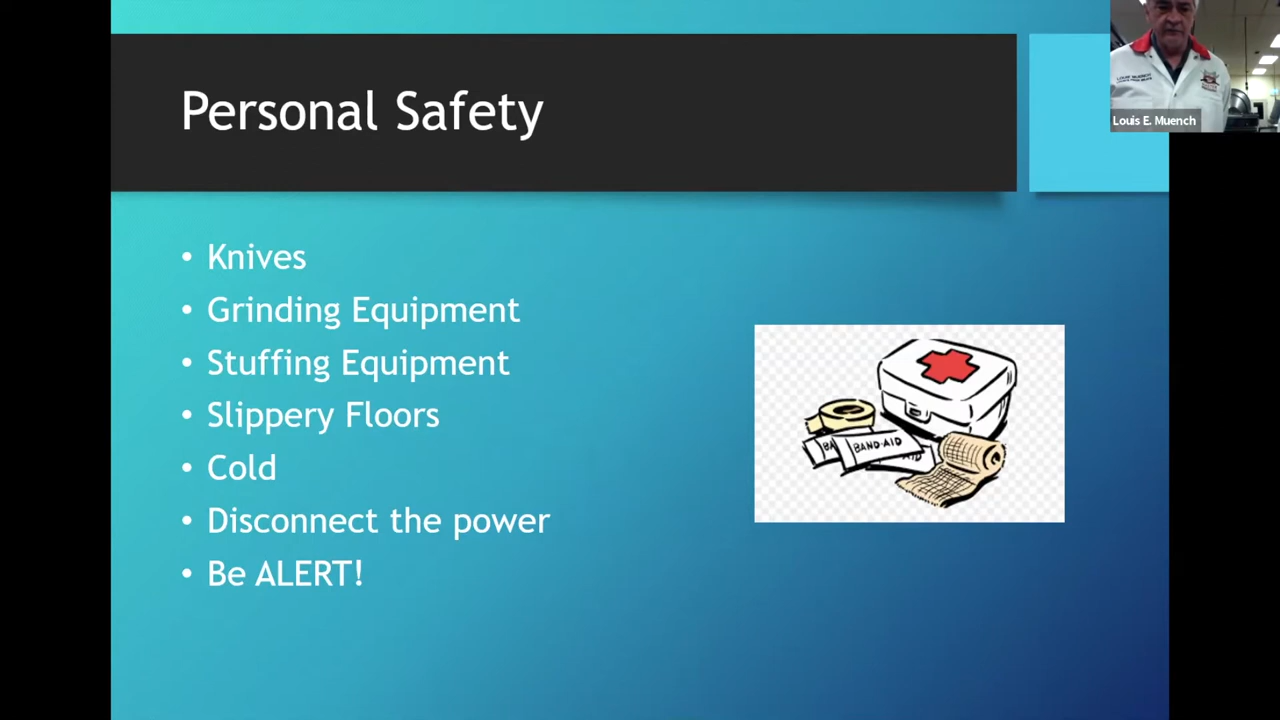 Personal Safety
Louis E. Muench
• Knives
• Grinding Equipment
• Stuffing Equipment
• Slippery Floors
• Cold
• Disconnect the power
• Be ALERT!
BAND-AID